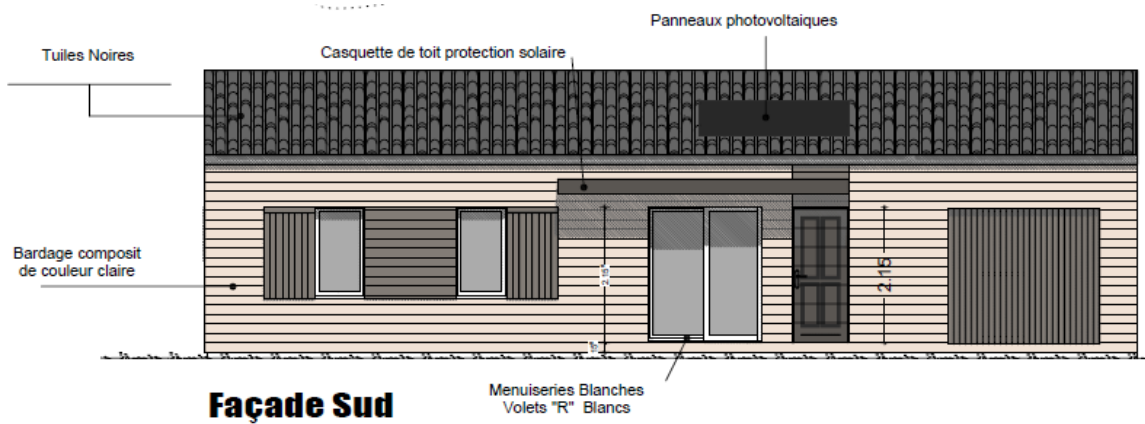 Panneaux photovoltaiques
Casquette de toit protection solaire
Tuiles Noires
Bardage composit
de couleur claire
2.15
2.15
15
Menuiseries Blanches
Volets "R" Blancs
Façade Sud